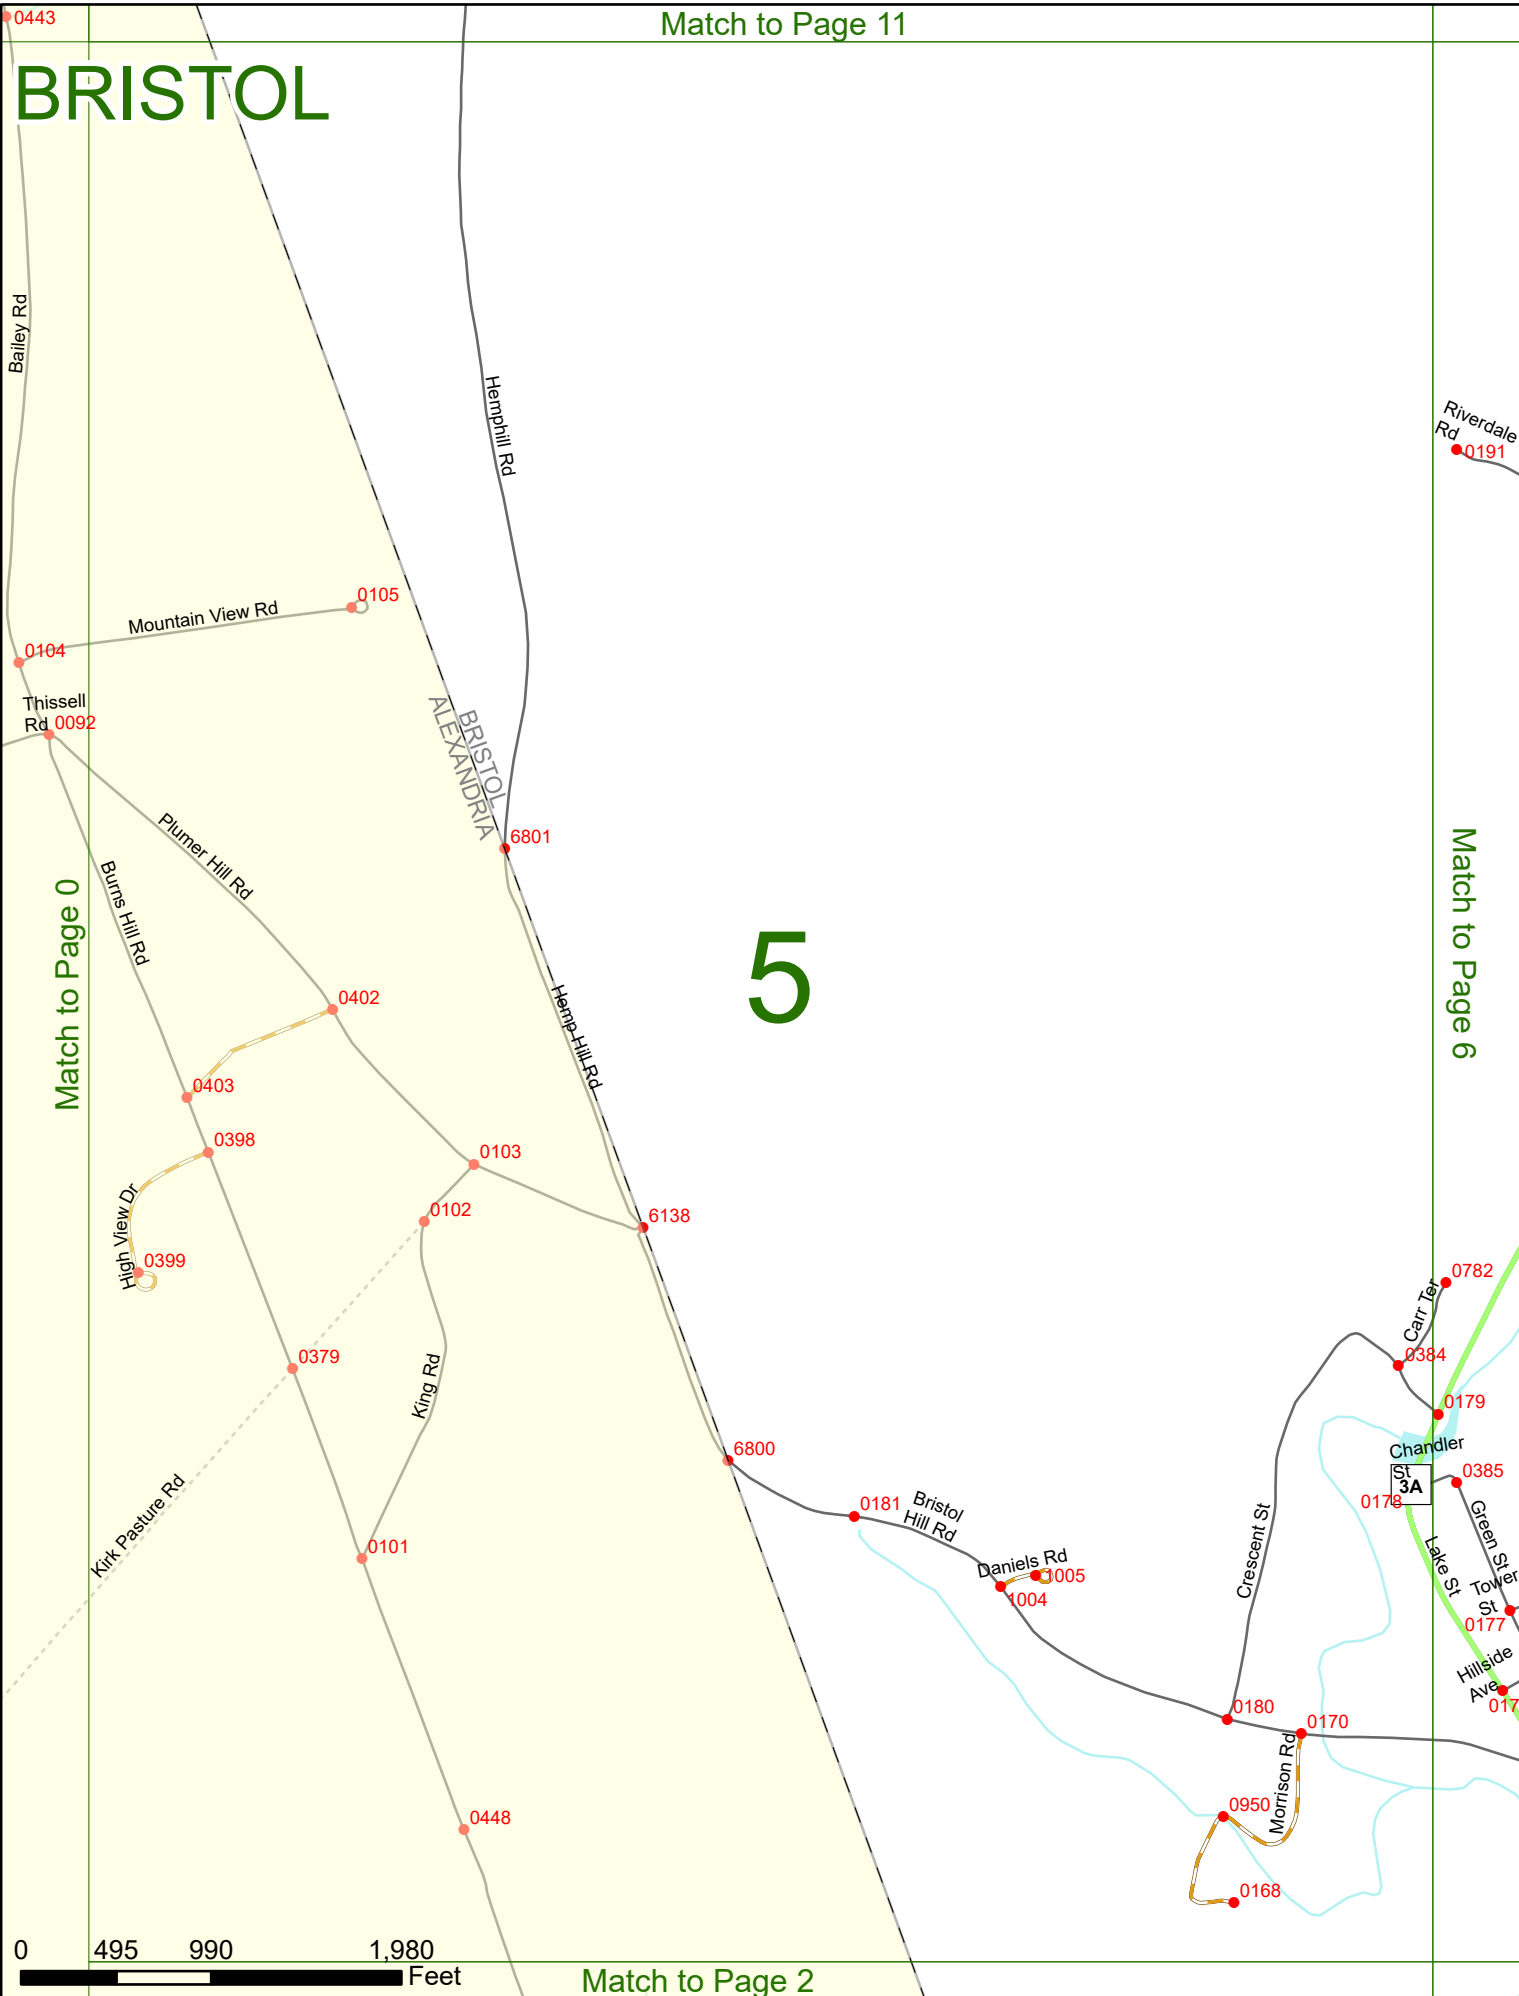 0443
Match to Page 11
BRISTOL
Bailey Rd
Hemphill Rd
Riverdale
Rd
0191
0105
Mountain View Rd
0104
Thissell
Rd
0092
BRISTOL
ALEXANDRIA
6801
Plumer Hill Rd
Burns Hill Rd
Match to Page 0
Match to Page 6
5
Hemp Hill Rd
0402
0403
0398
0103
0102
6138
High View Dr
0399
0782
Carr Ter
0384
0379
King Rd
0179
Chandler
St
3A
0385
0178
6800
Kirk Pasture Rd
0181
Bristol
Hill Rd
Crescent St
Green St
Lake St
0101
Daniels Rd
1005
1004
Tower
St
0177
Hillside
Ave
017
0180
0170
Morrison Rd
0950
0448
0168
0 495 990 1,980
Feet
Match to Page 2